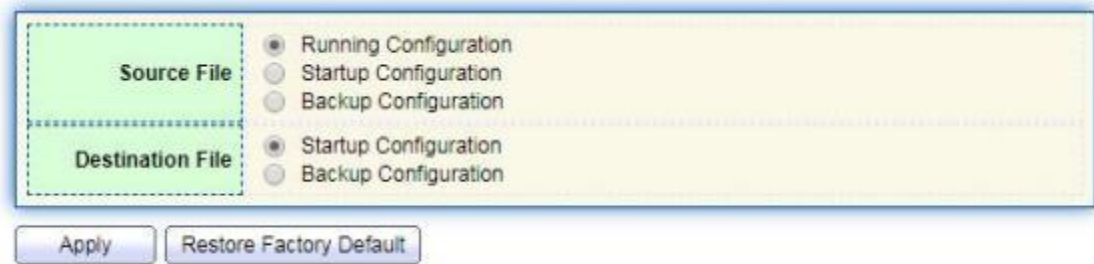 Source File
Running Configuration
Startup Configuration
Backup Configuration
Destination File
Startup Configuration
Backup Configuration
Apply
Restore Factory Default